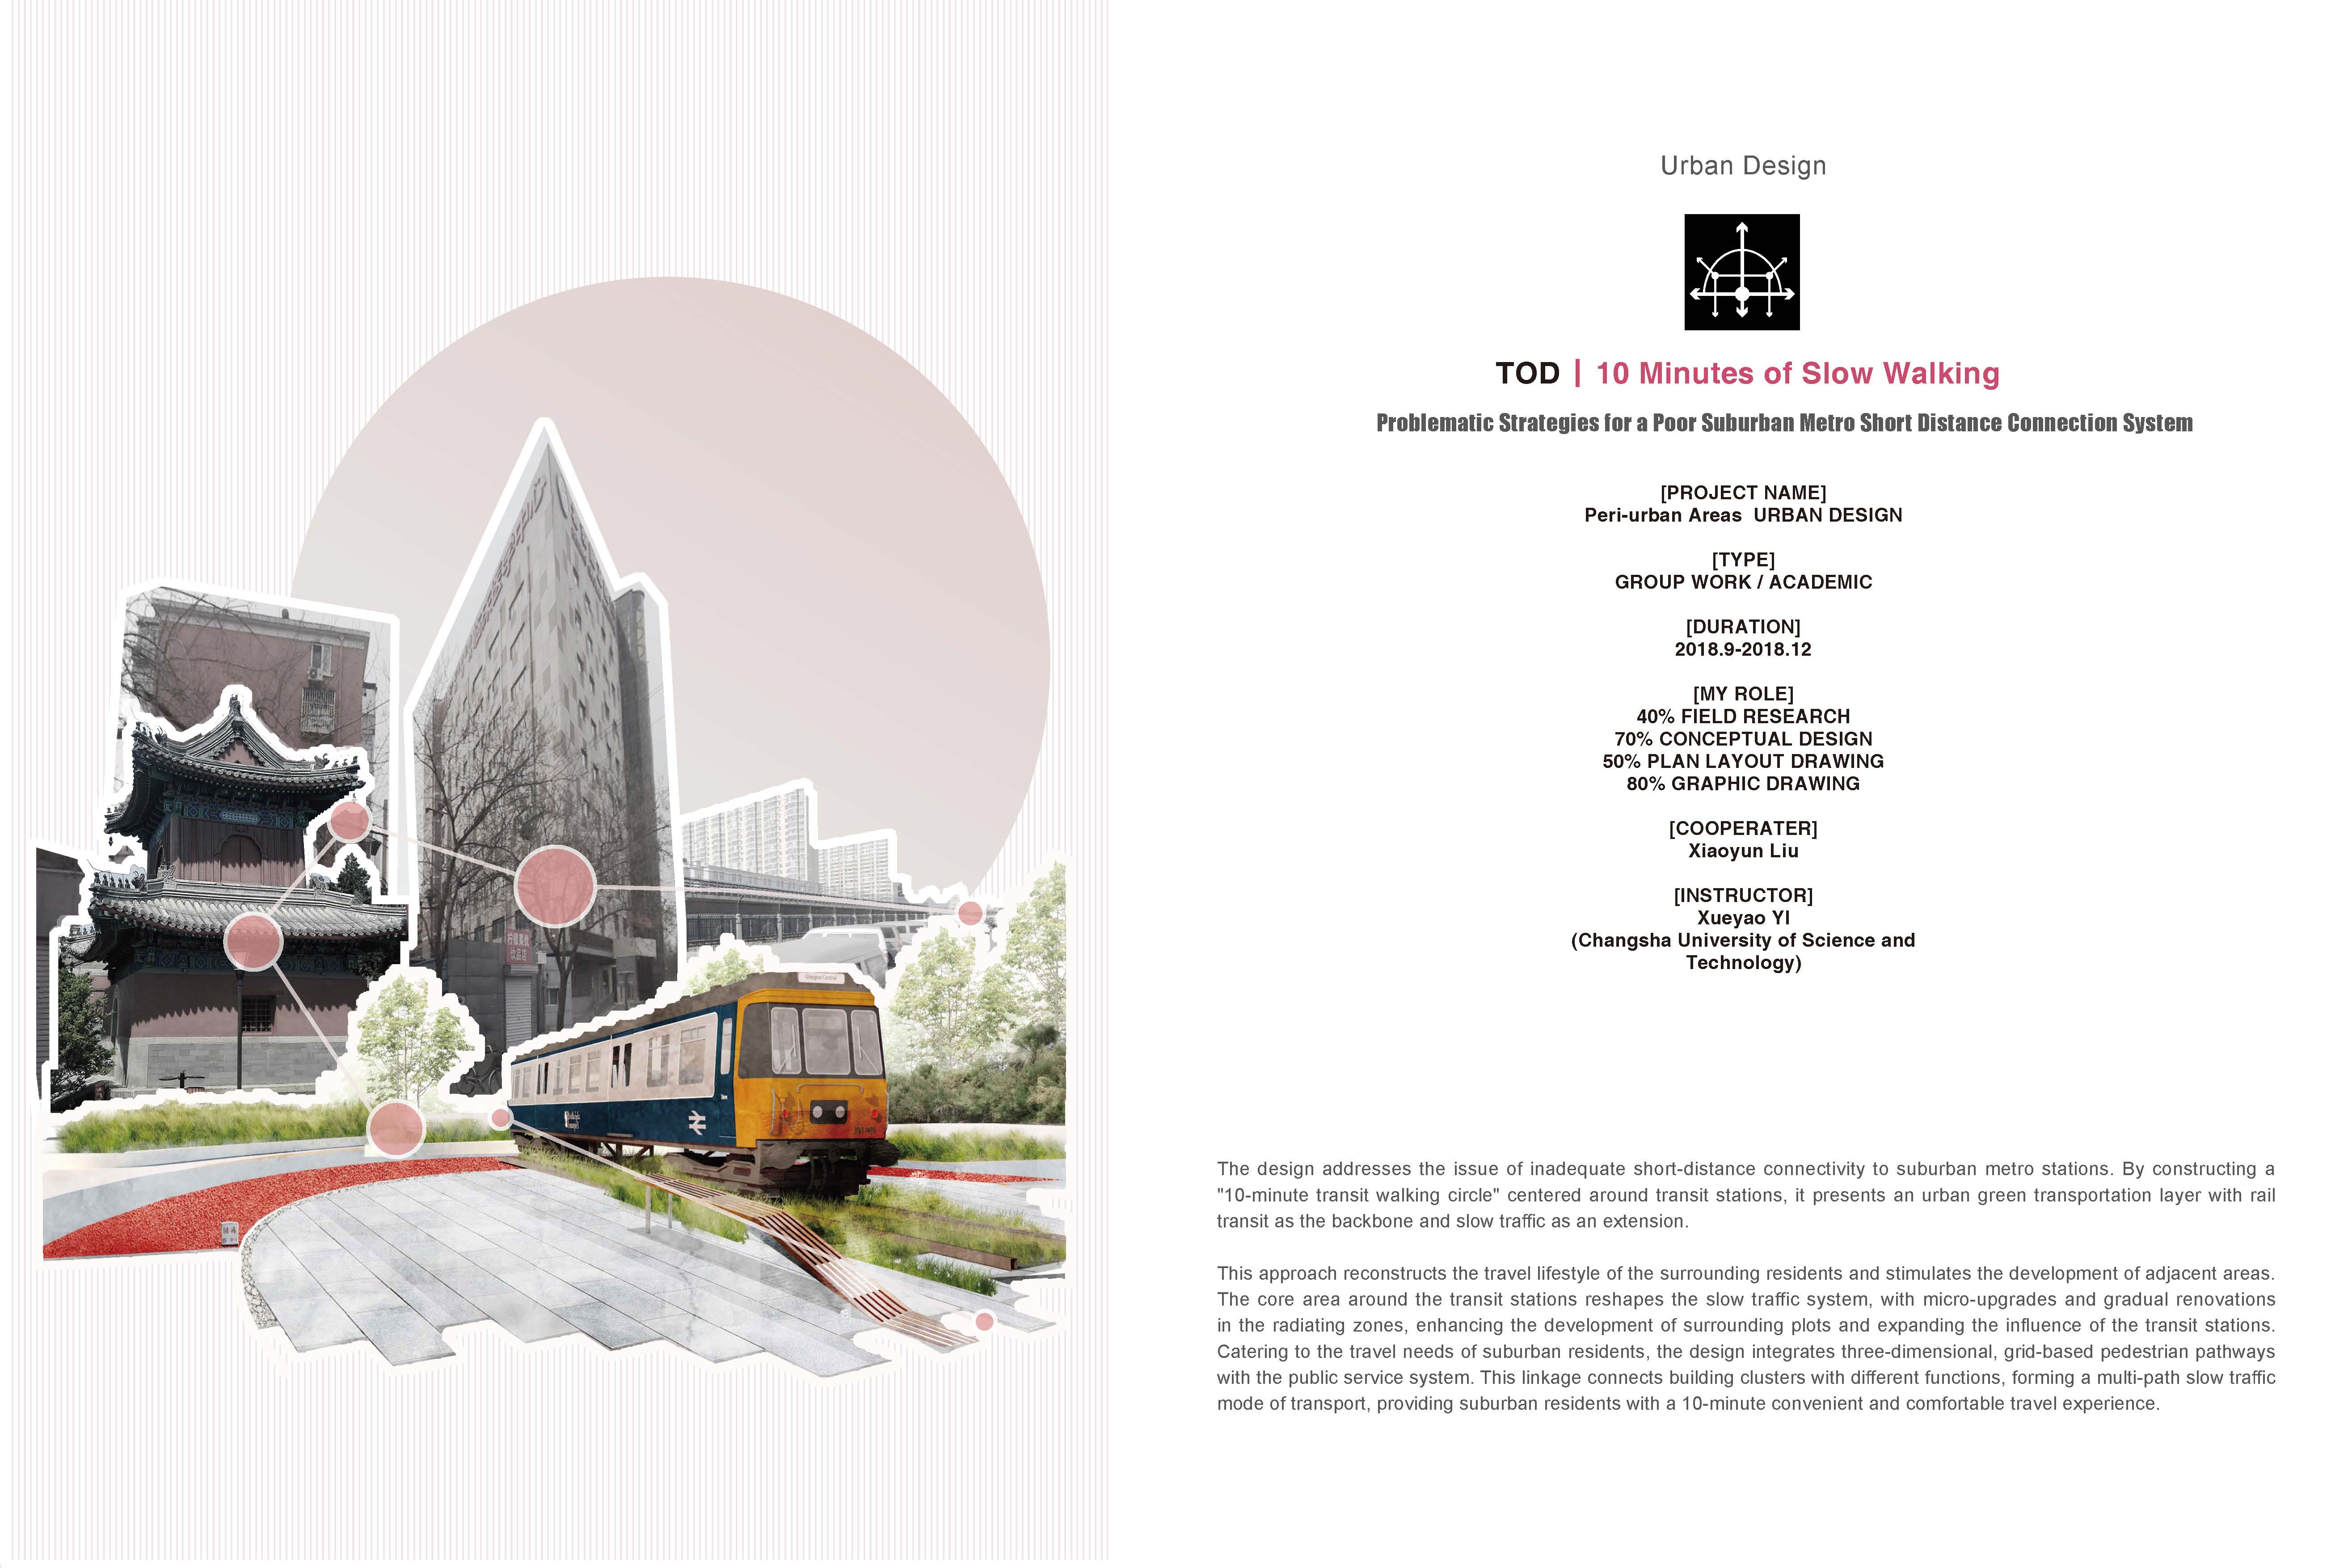 Urban Design
TOD | 10 Minutes of Slow Walking
Problematic Strategies for a Poor Suburban Metro Short Distance Connection System
[PROJECT NAME]
Peri-urban Areas  URBAN DESIGN
[TYPE]
GROUP WORK / ACADEMIC
[DURATION]
2018.9-2018.12
[MY ROLE]
40% FIELD RESEARCH
70% CONCEPTUAL DESIGN
50% PLAN LAYOUT DRAWING
80% GRAPHIC DRAWING
[COOPERATER]
Xiaoyun Liu
[INSTRUCTOR]
Xueyao YI
(Changsha University of Science and
Technology)
The design addresses the issue of inadequate short-distance connectivity to suburban metro stations. By constructing a
"10-minute transit walking circle" centered around transit stations, it presents an urban green transportation layer with rail
transit as the backbone and slow traffic as an extension.
This approach reconstructs the travel lifestyle of the surrounding residents and stimulates the development of adjacent areas.
The core area around the transit stations reshapes the slow traffic system, with micro-upgrades and gradual renovations
in the radiating zones, enhancing the development of surrounding plots and expanding the influence of the transit stations.
Catering to the travel needs of suburban residents, the design integrates three-dimensional, grid-based pedestrian pathways
with the public service system. This linkage connects building clusters with different functions, forming a multi-path slow traffic
mode of transport, providing suburban residents with a 10-minute convenient and comfortable travel experience.